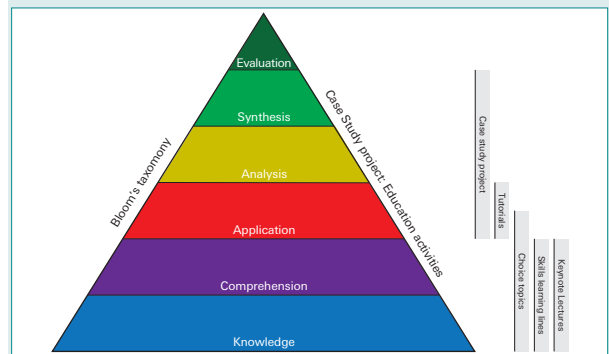 Evaluation
Synthesis
Analysis
Application
Comprehension
Knowledge
Bloom's taxomony
Case Study project: Education activities
Case study project
Tutorials
Choice topics
Skills learning lines
Keynote Lectures